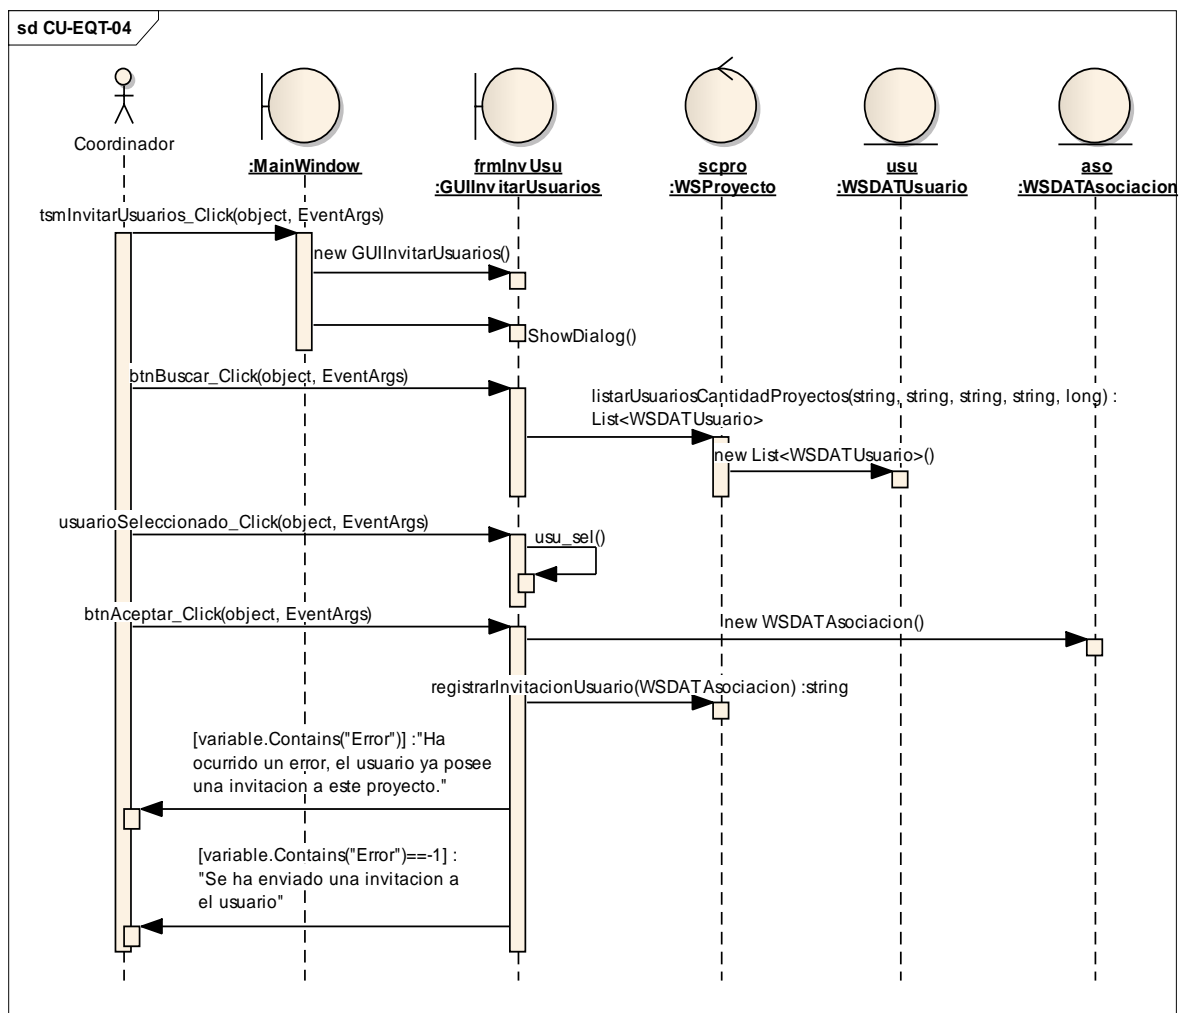 sd CU-EQT-04
Coordinador
:MainWindow
frmInvUsu
:GUIInvitarUsuarios
scpro
:WSProyecto
usu
:WSDATUsuario
aso
:WSDATAsociacion
tsmInvitarUsuarios_Click(object, EventArgs)
new GUIInvitarUsuarios()
ShowDialog()
btnBuscar_Click(object, EventArgs)
listarUsuariosCantidadProyectos(string, string, string, string, long) :
List<WSDATUsuario>
new List<WSDATUsuario>()
usuarioSeleccionado_Click(object, EventArgs)
usu_sel()
btnAceptar_Click(object, EventArgs)
new WSDATAsociacion()
registrarInvitacionUsuario(WSDATAsociacion) :string
[variable.Contains("Error")] :"Ha
ocurrido un error, el usuario ya posee
una invitacion a este proyecto."
[variable.Contains("Error")==-1] :
"Se ha enviado una invitacion a
el usuario"